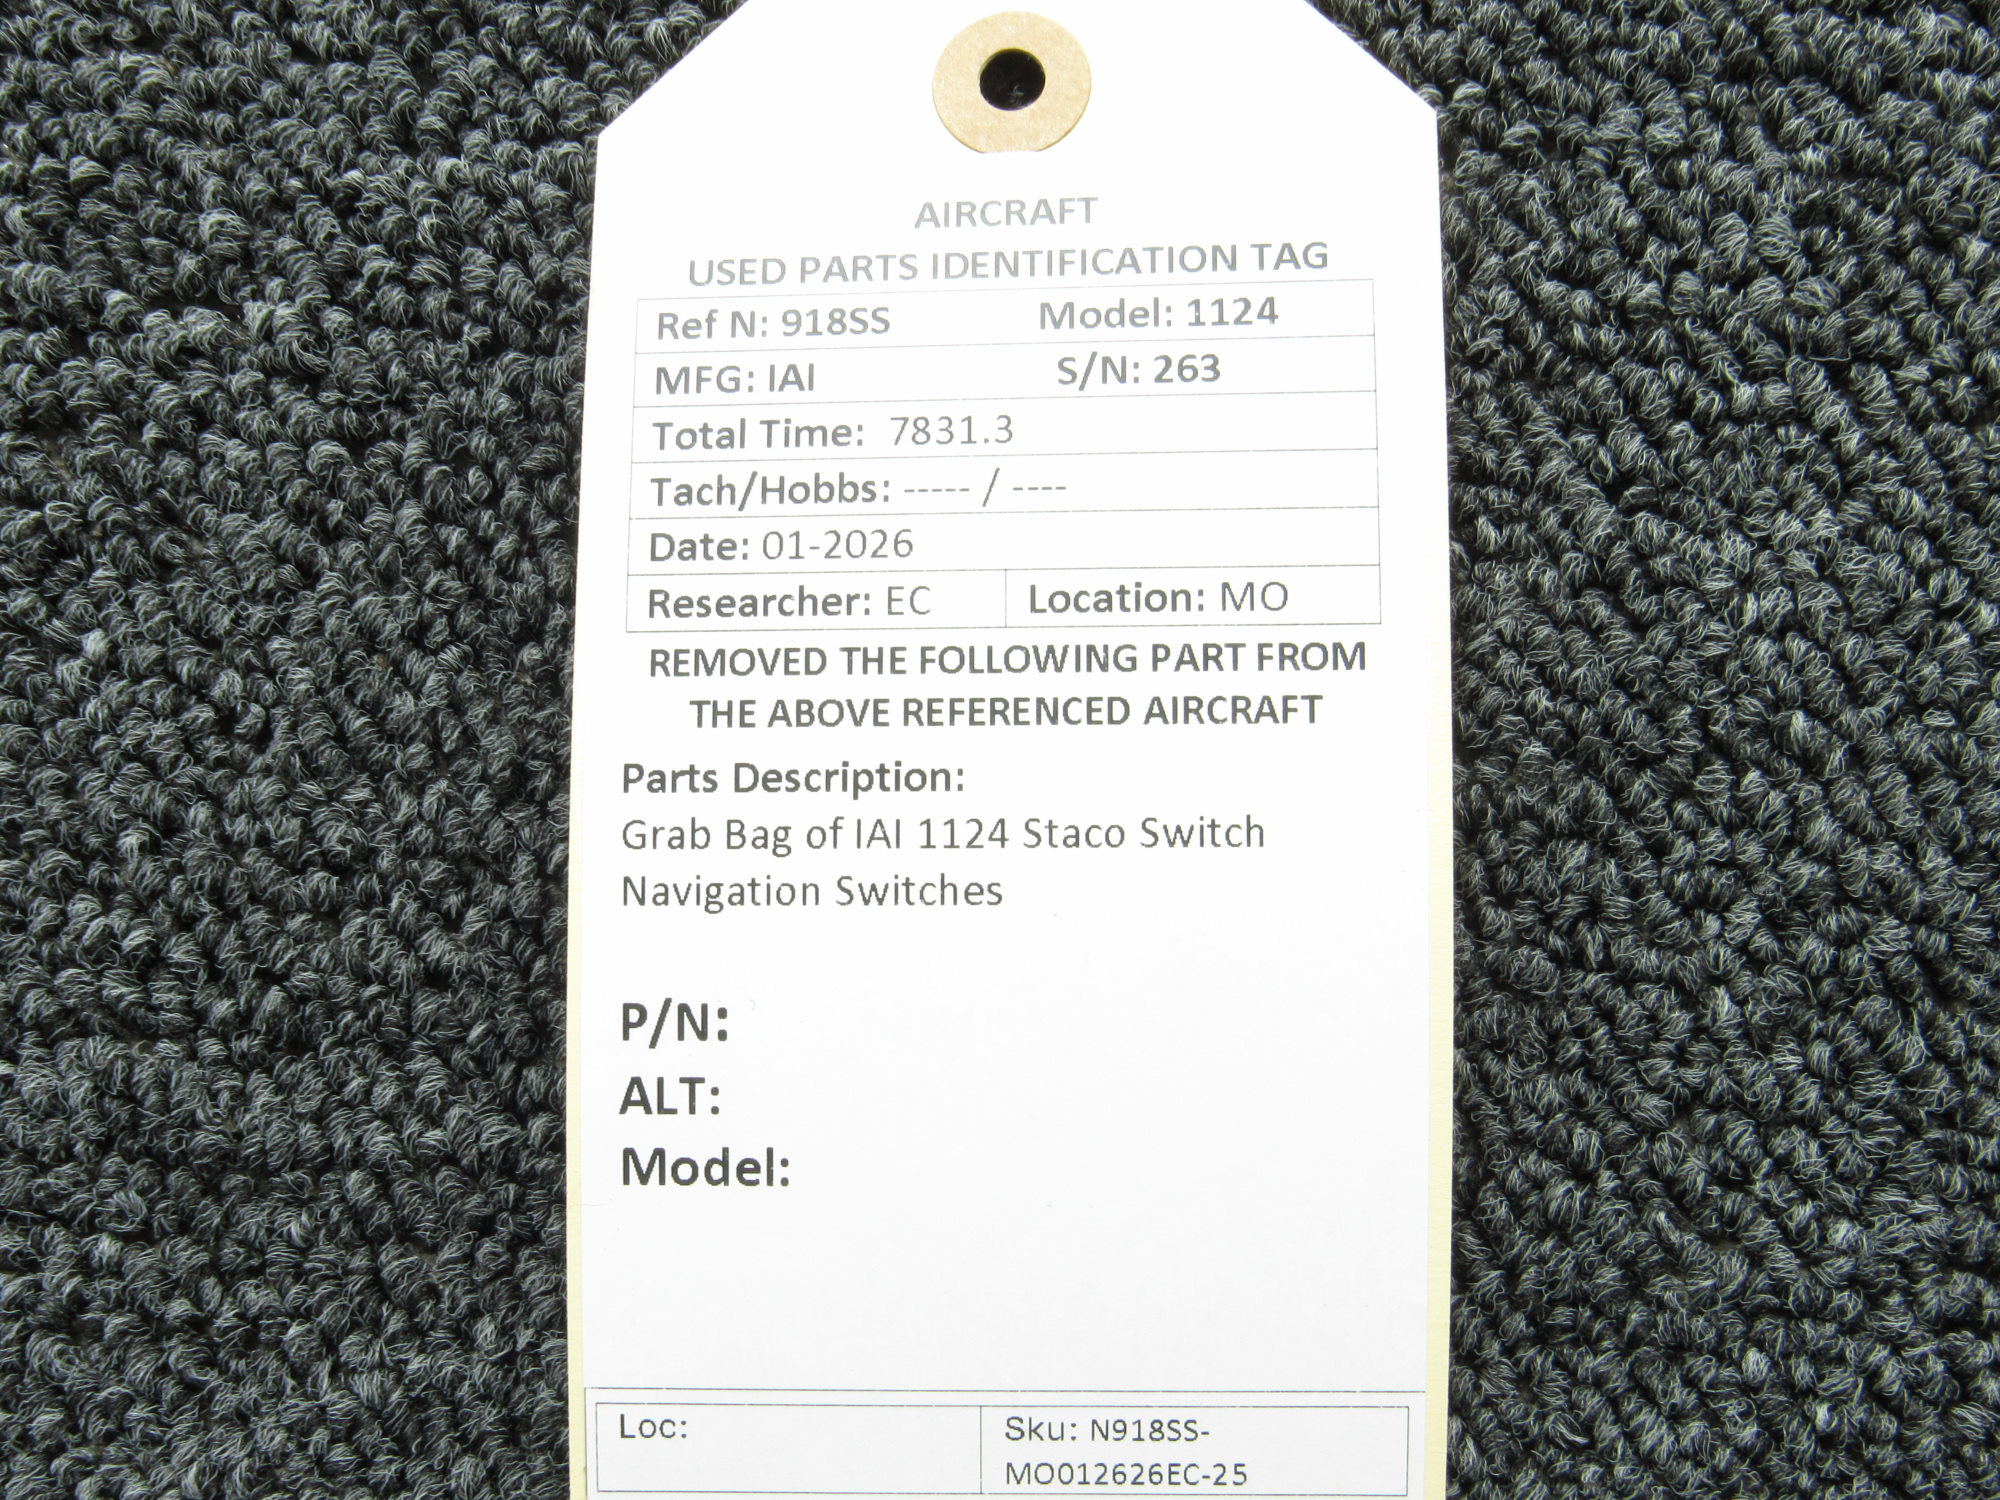 AIRCRAFT
USED PARTS IDENTIFICATION TAG
Ref N: 918SS Model: 1124
MFG: IAI S/N: 263
Total Time: 7831.3
Tach/Hobbs: ----- / ----
Date: 01-2026
Researcher: EC Location: MO
REMOVED THE FOLLOWING PART FROM
THE ABOVE REFERENCED AIRCRAFT
Parts Description:
Grab Bag of IAI 1124 Staco Switch
Navigation Switches
P/N:
ALT:
Model:
Loc: Sku: N918SS-
MO012626EC-25